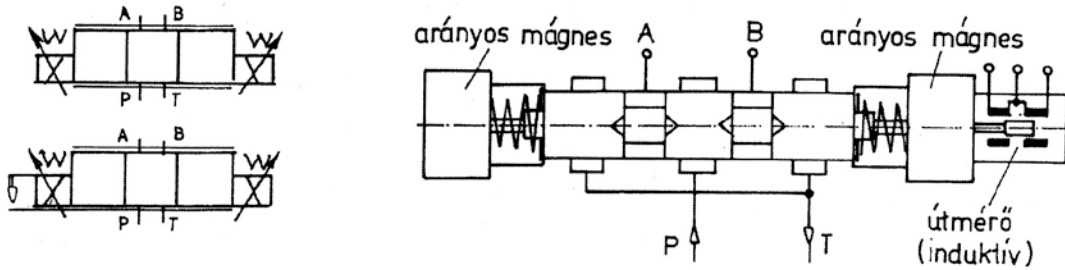 A B
P T
A B
P T
arányos mágnes
A
B
arányos mágnes
P
T
útmérő
(induktív)